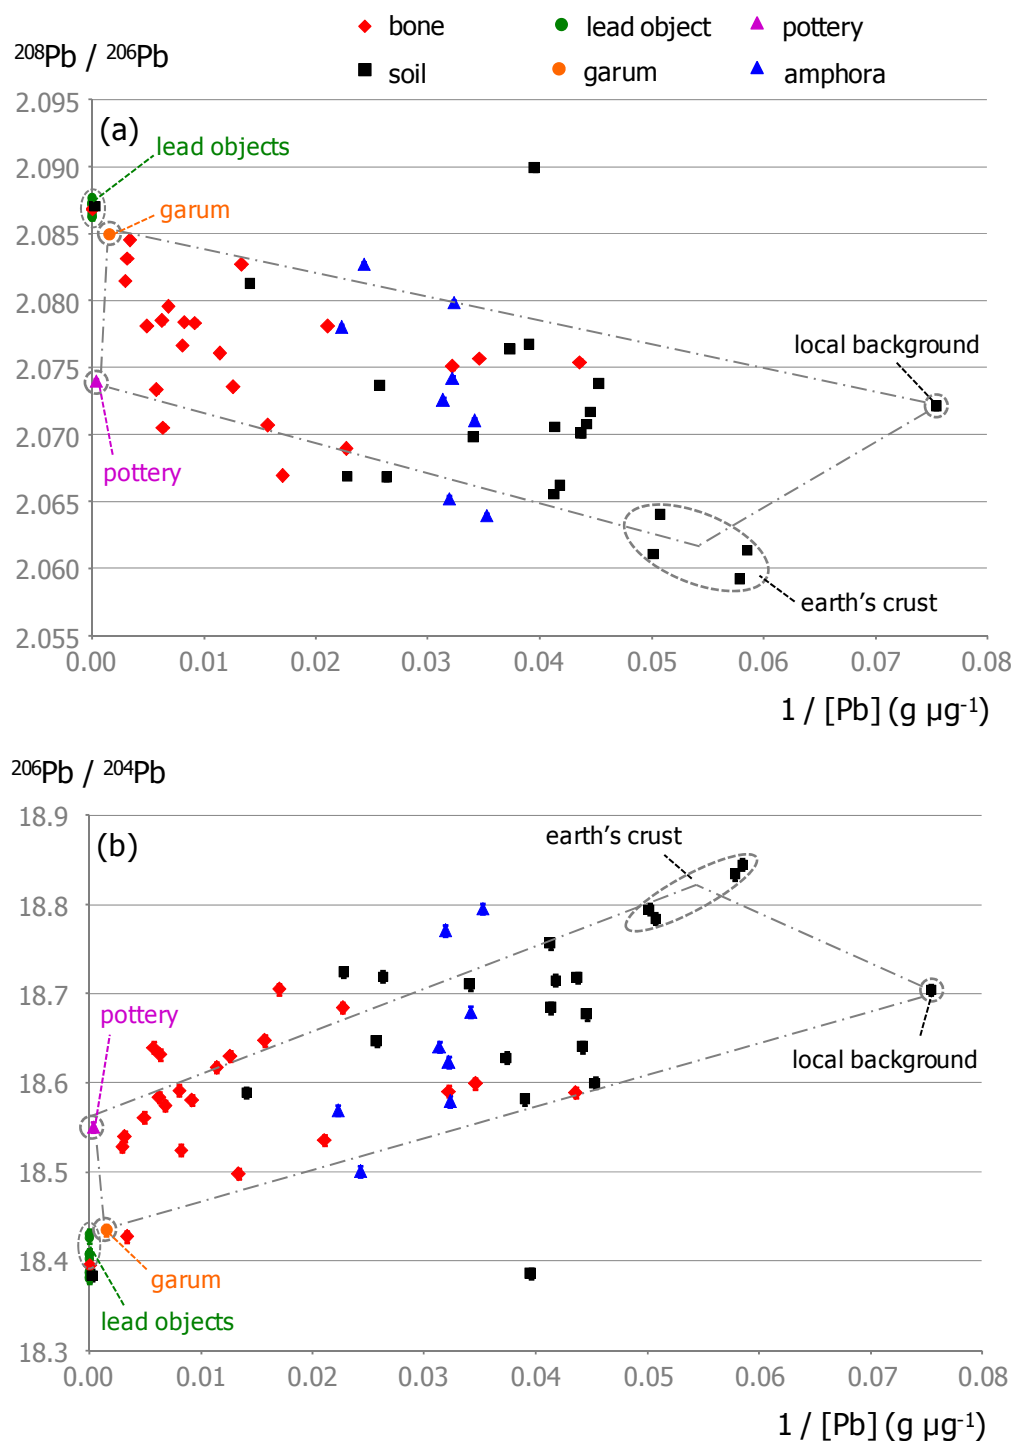 bone lead object pottery
²⁰⁸Pb / ²⁰⁶Pb
soil garum amphora
2.095
(a)
lead objects
2.090
garum
2.085
2.080
local background
2.075
2.070
pottery
2.065
2.060
earth's crust
2.055
0.00 0.01 0.02 0.03 0.04 0.05 0.06 0.07 0.08
1 / [Pb] (g µg⁻¹)
²⁰⁶Pb / ²⁰⁴Pb
18.9
(b)
earth's crust
18.8
18.7
pottery
local background
18.6
18.5
18.4
garum
lead objects
18.3
0.00 0.01 0.02 0.03 0.04 0.05 0.06 0.07 0.08
1 / [Pb] (g µg⁻¹)